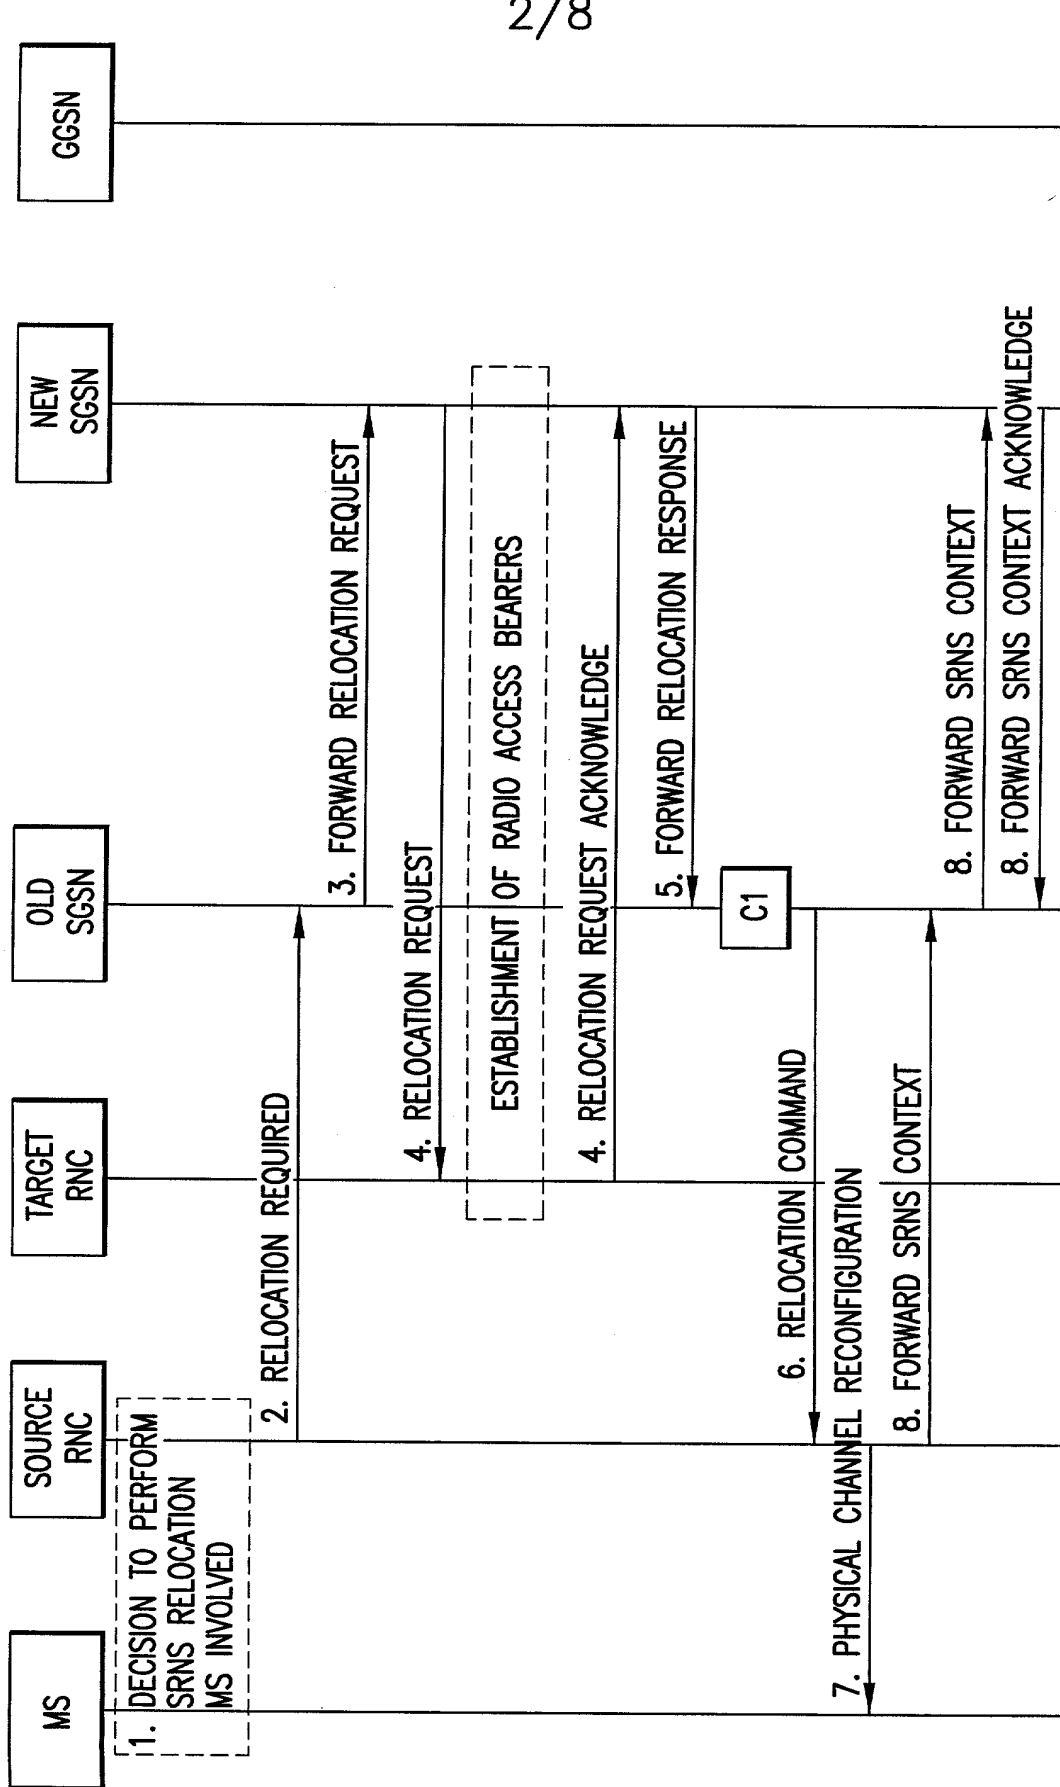 2/8
MS
SOURCE
RNC
TARGET
RNC
OLD
SGSN
NEW
SGSN
GGSN
1. DECISION TO PERFORM
SRNS RELOCATION
MS INVOLVED
2. RELOCATION REQUIRED
3. FORWARD RELOCATION REQUEST
4. RELOCATION REQUEST
ESTABLISHMENT OF RADIO ACCESS BEARERS
4. RELOCATION REQUEST ACKNOWLEDGE
5. FORWARD RELOCATION RESPONSE
C1
6. RELOCATION COMMAND
7. PHYSICAL CHANNEL RECONFIGURATION
8. FORWARD SRNS CONTEXT
8. FORWARD SRNS CONTEXT
8. FORWARD SRNS CONTEXT ACKNOWLEDGE